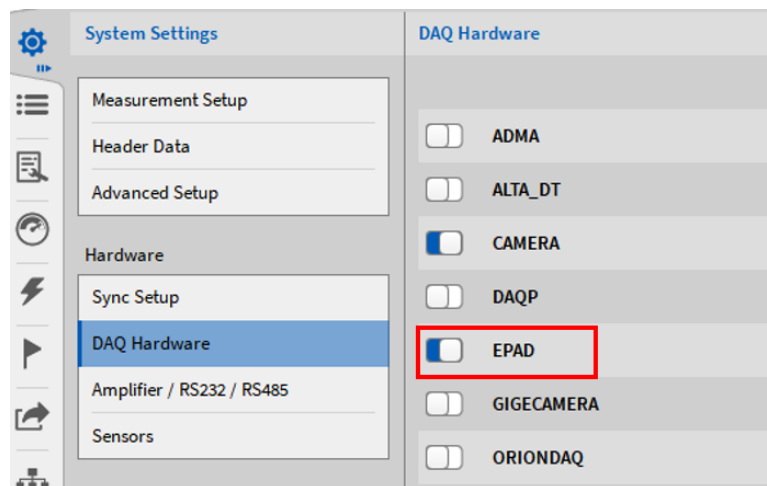 System Settings
Measurement Setup
Header Data
Advanced Setup
Hardware
Sync Setup
DAQ Hardware
Amplifier / RS232 / RS485
Sensors
DAQ Hardware
ADMA
ALTA_DT
CAMERA
DAQP
EPAD
GIGECAMERA
ORIONDAQ